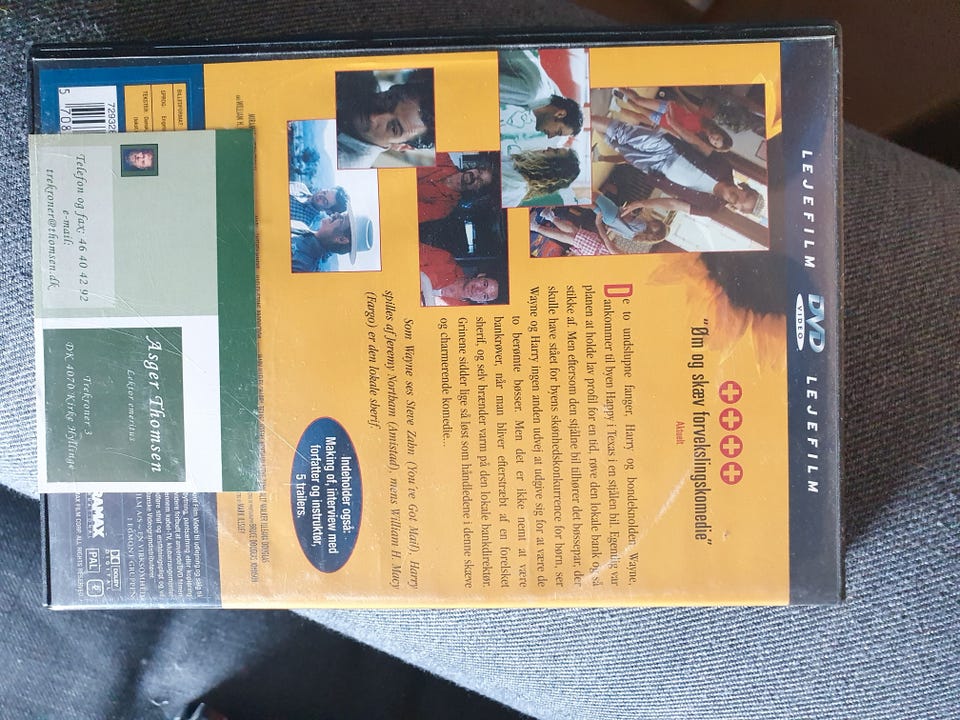 LEJEFILM
DVD
VIDEO
LEJEFILM
"Øm og skæv forvekslingskomedie"
Aktuelt
De to undslupne fanger, Harry og bondeknolden Wayne,
ankommer til byen Happy i Texas i en stjålen bil. Egentlig var
planen at holde lav profil for en tid, røve den lokale bank og så
stikke af. Men eftersom den stjålne bil tilhører det bøssepar, der
skulle have stået for byens skønhedskonkurrence for børn, ser
Wayne og Harry ingen anden udvej at udgive sig for at være de
to berømte bøsser. Men det er ikke nemt at være
bankrøver, når man bliver efterstræbt af en forelsket
sherif, og selv brænder varm på den lokale bankdirektør.
Grinene sidder lige så løst som håndledene i denne skæve
og charmerende komedie...
Som Wayne ses Steve Zahn (You've Got Mail), Harry
spilles af Jeremy Northam (Amistad), mens William H. Macy
(Fargo) er den lokale sherif.
Indeholder også:
Making of, interview med
forfatter og instruktør,
5 trailers.
BILLEDFORMAT:
SPROG:
TEKSTER:
Asger Thomsen
Lektor emeritus
Trekroner 3
DK 4070 Kirke Hyllinge
Telefon og fax: 46 40 42 92
e-mail:
trekroner@thomsen.dk
PAL
DOLBY
DIGITAL